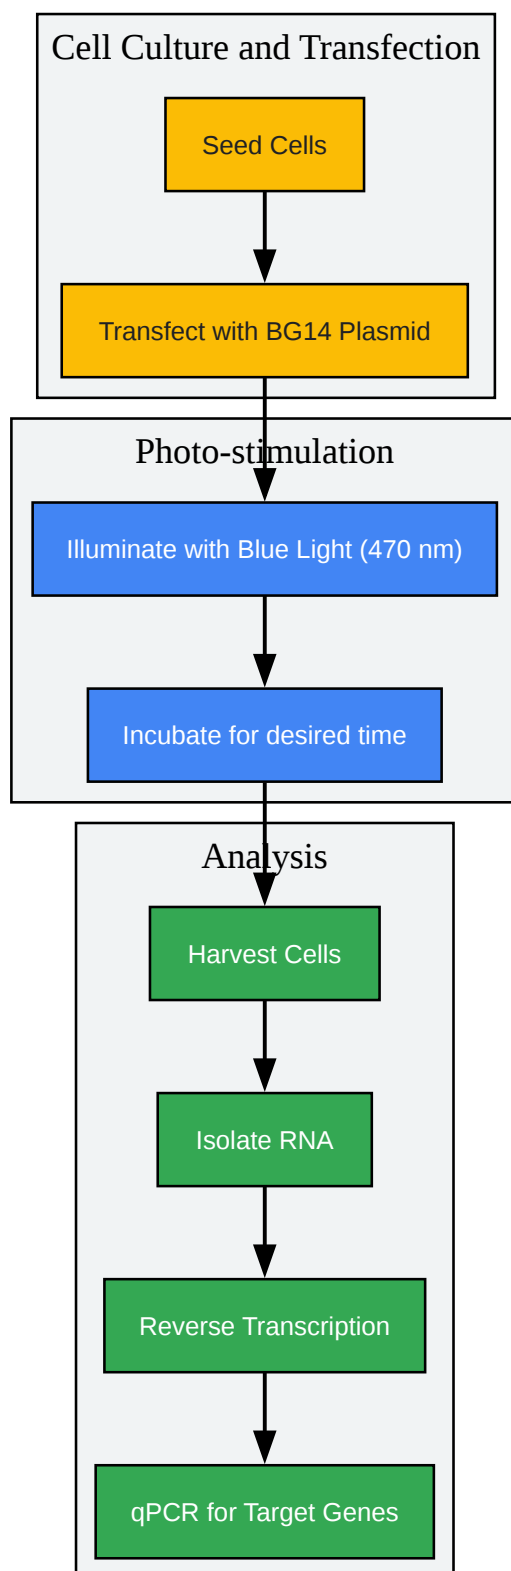 Cell Culture and Transfection
Seed Cells
Transfect with BG14 Plasmid
Photo-stimulation
Illuminate with Blue Light (470 nm)
Incubate for desired time
Analysis
Harvest Cells
Isolate RNA
Reverse Transcription
qPCR for Target Genes